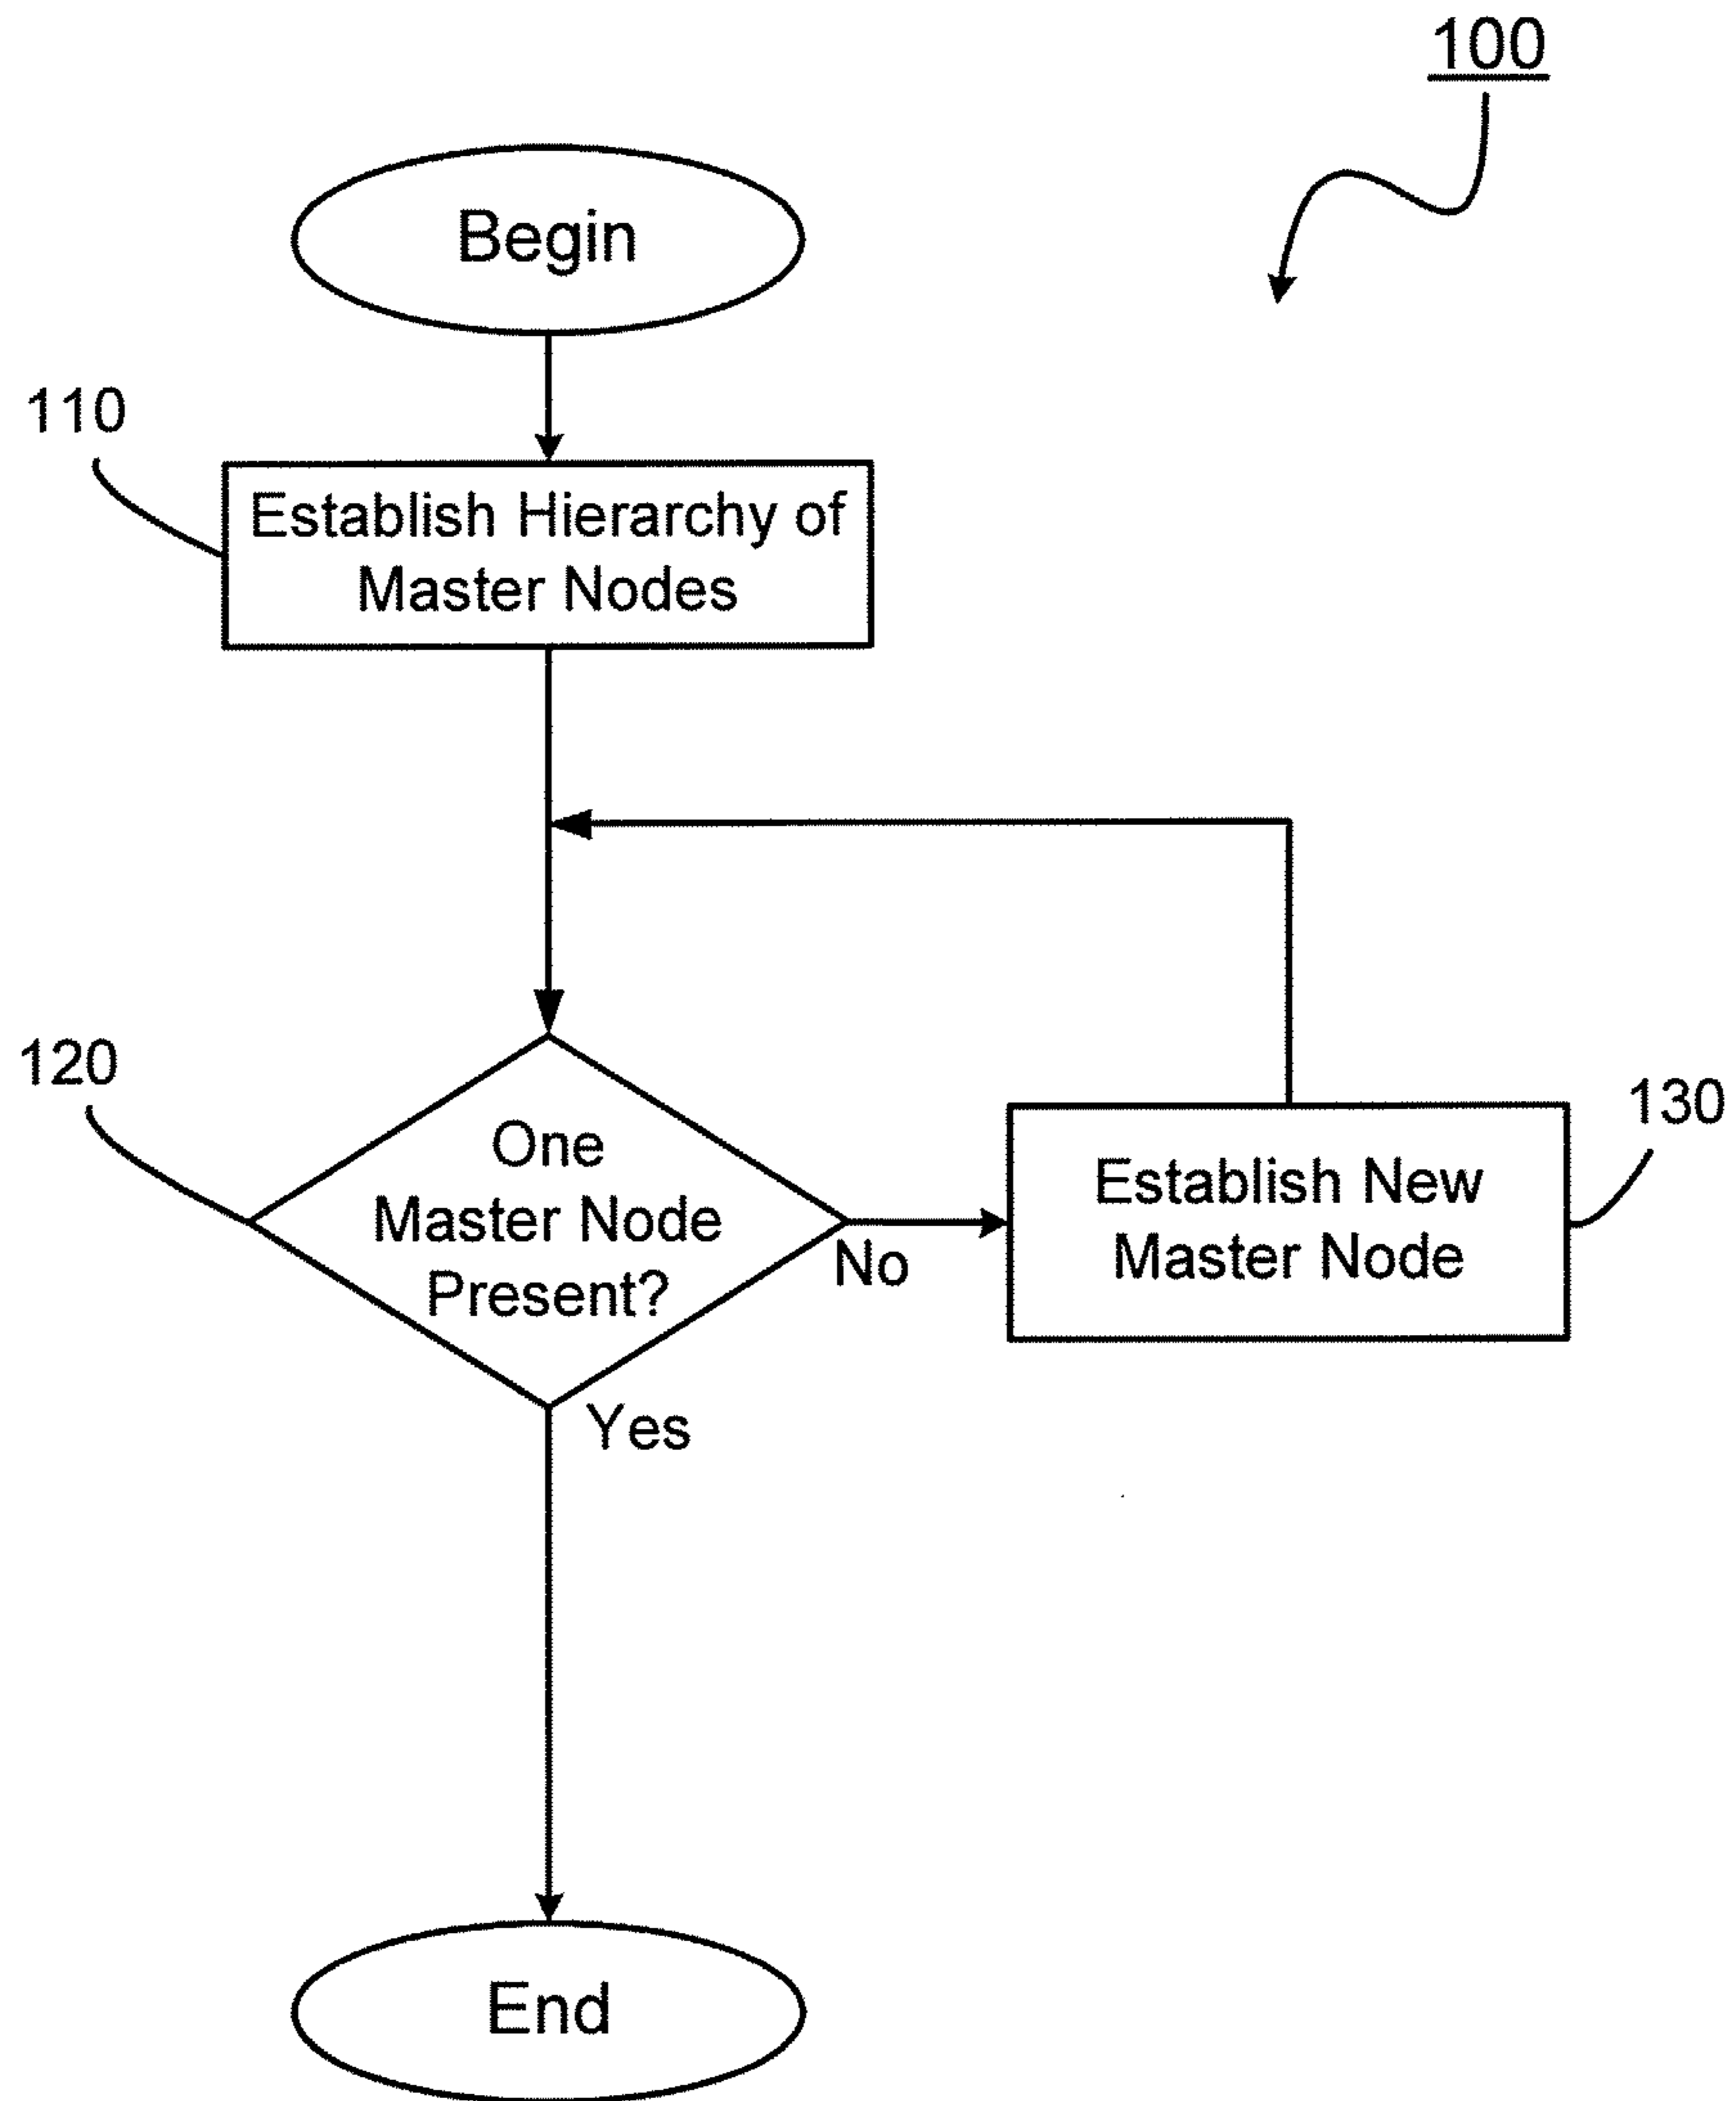 100
Begin
110
Establish Hierarchy of
Master Nodes
120
One
Master Node
Present?
No
Establish New
Master Node
130
Yes
End